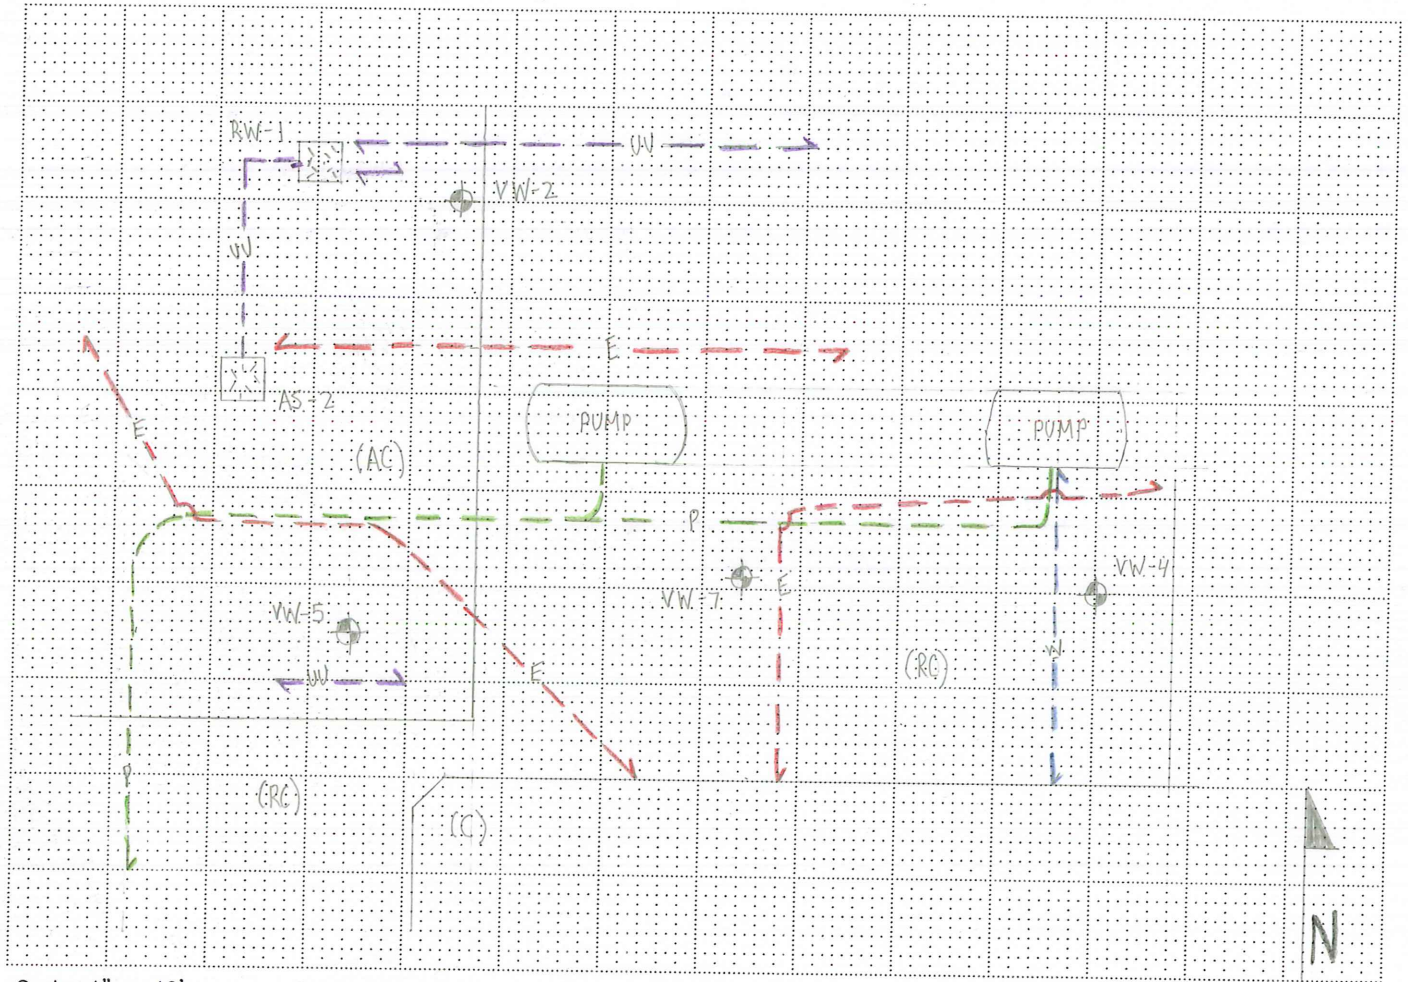 RW-1
UU
VW-2
UU
E
AS-2
PUMP
PUMP
E
(AC)
P
VW-4
VW-7
E
VW-5
W
(RC)
UU
E
P
(RC)
(C)
N